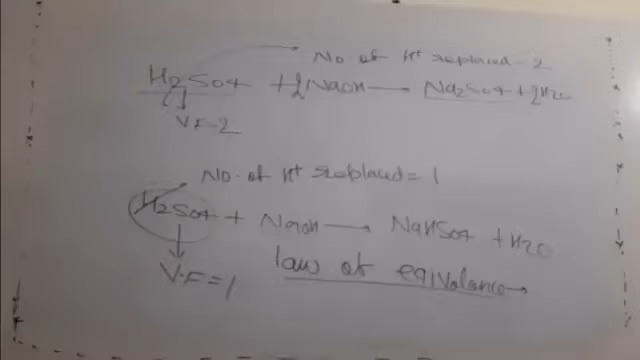 No. of H+ replaced - 2
H2SO4 + 2NaOH → Na2SO4 + 2H2O
V.F-2
No. of H+ replaced = 1
H2SO4 + NaOH → NaHSO4 + H2O
V.F = 1
law of eqivalance →